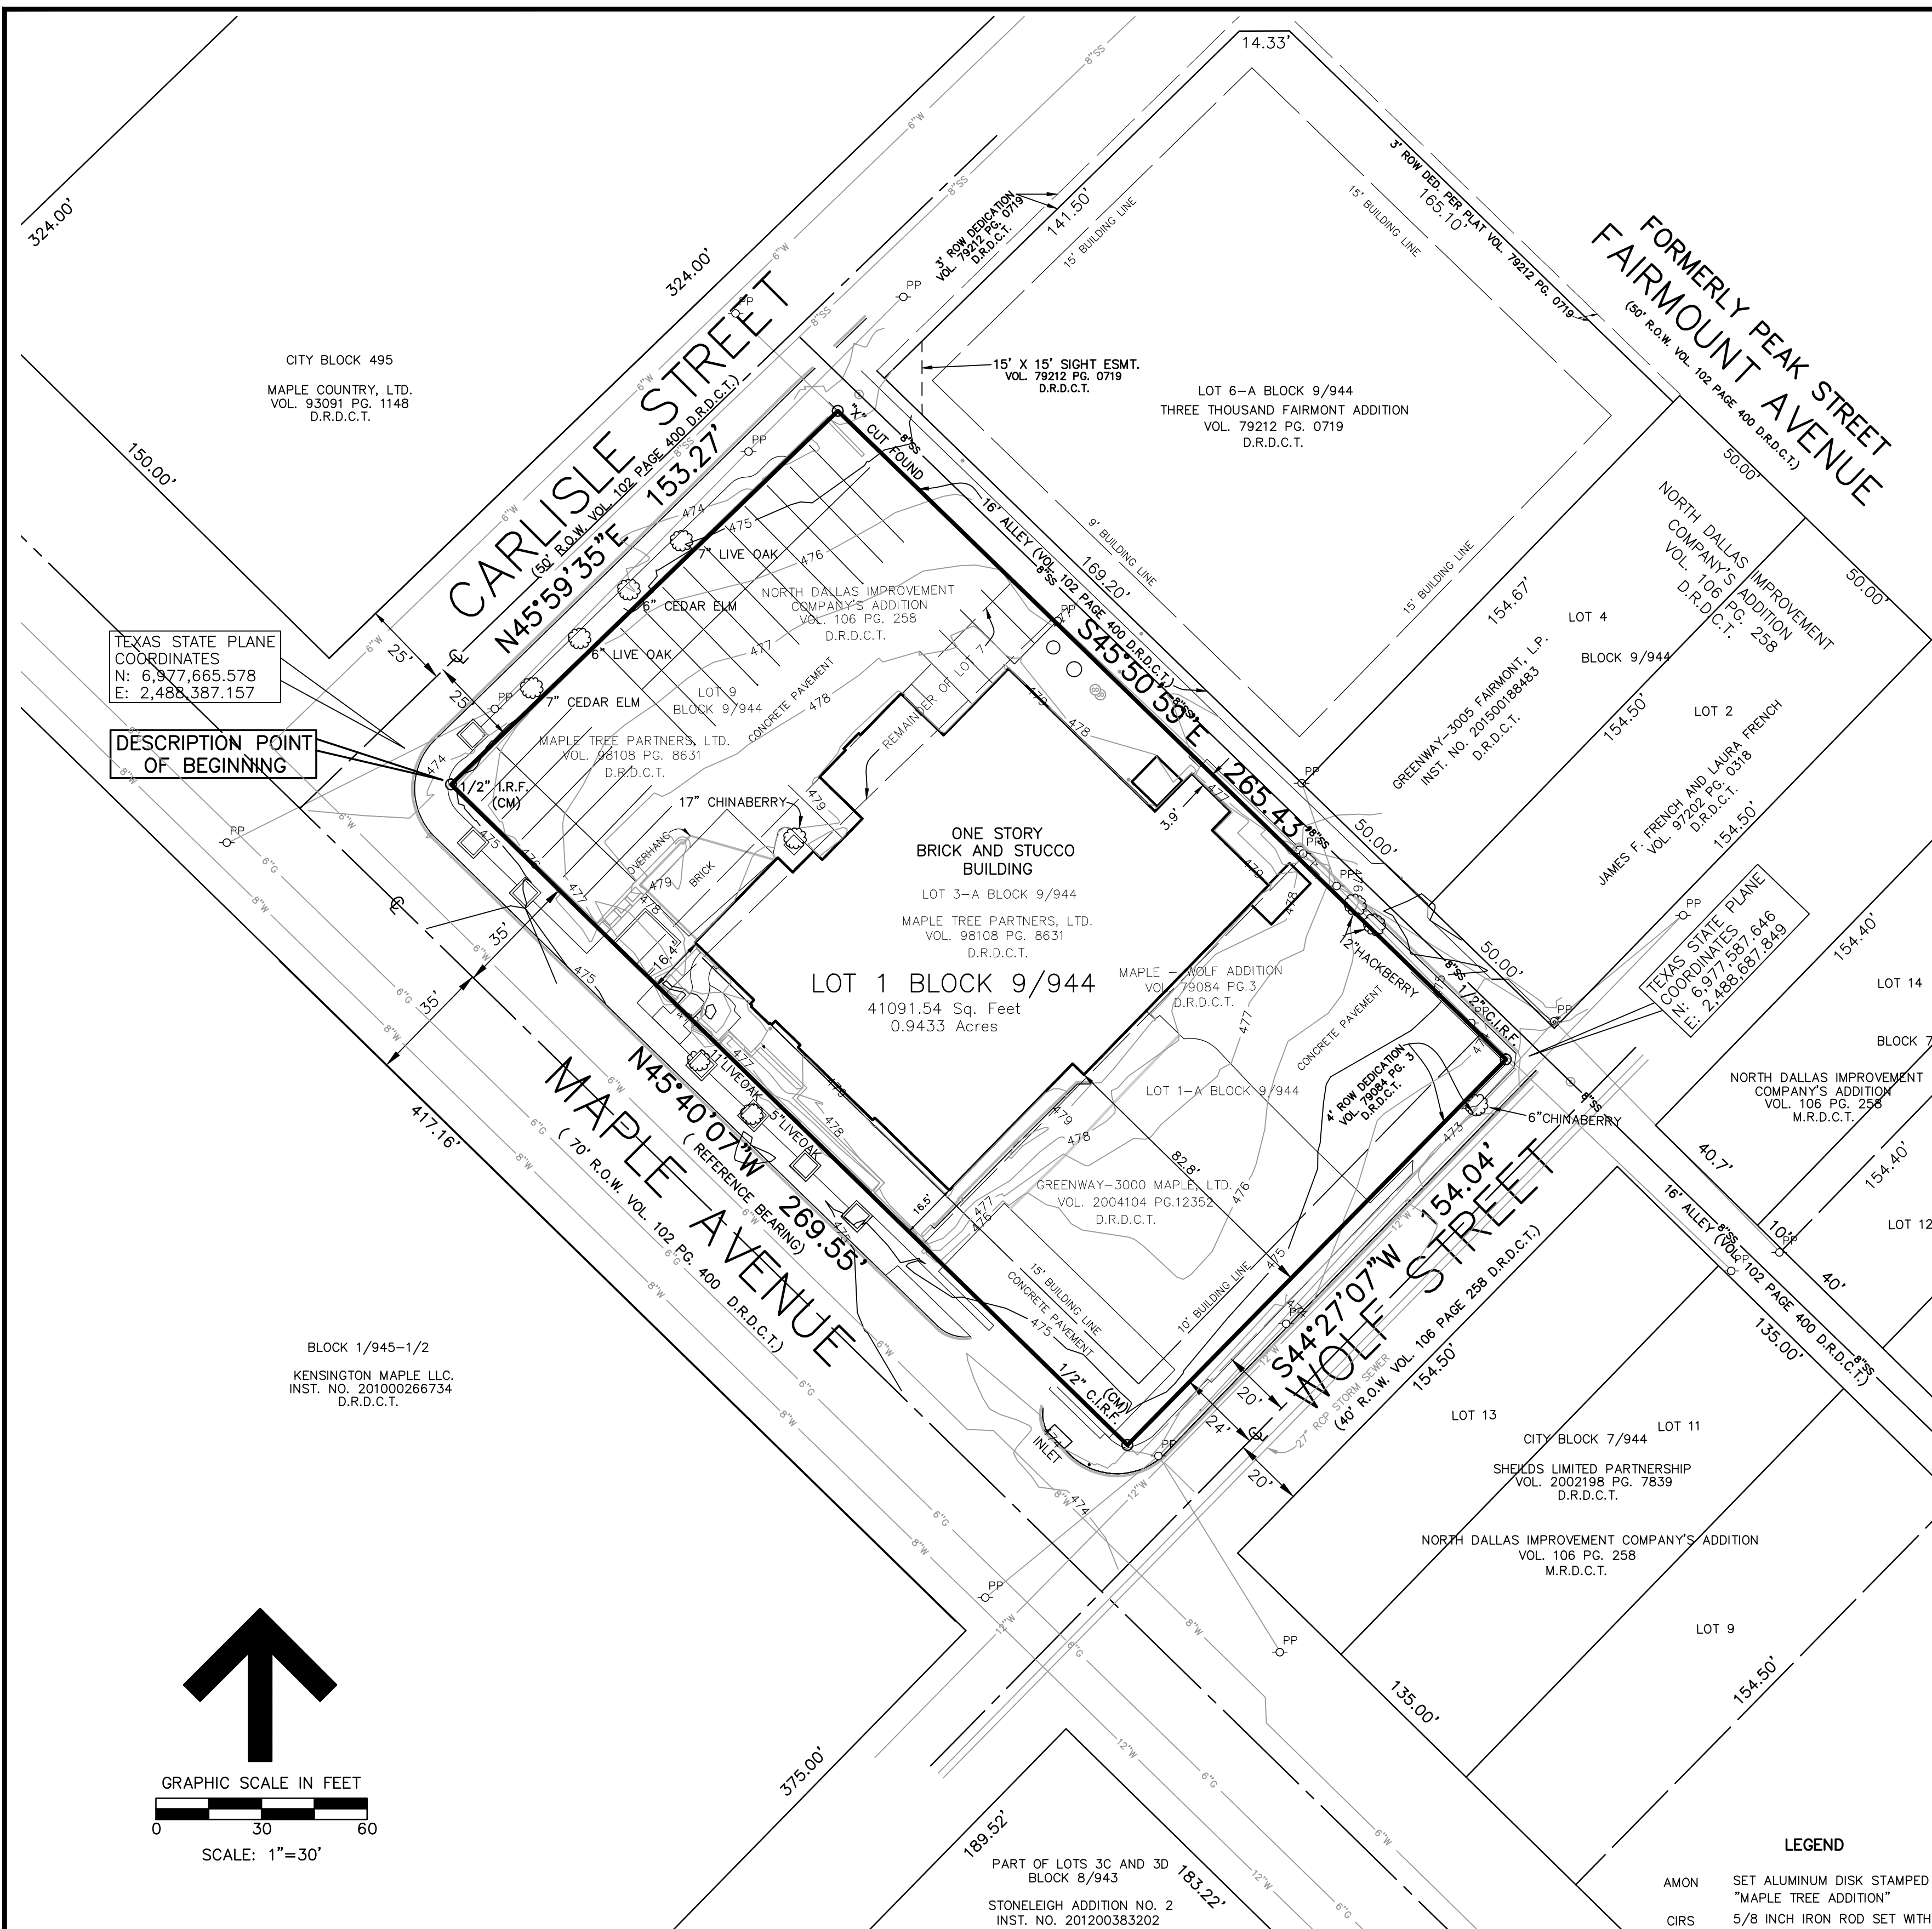 14.33'
324.00'
324.00'
3' ROW DEDICATION
VOL. 79212 PG. 0719
D.R.D.C.T.
141.50'
15' BUILDING LINE
15' BUILDING LINE
3' ROW DED. PER PLAT VOL. 79212 PG. 0719
165.10'
FORMERLY PEAK STREET
FAIRMOUNT AVENUE
(50' R.O.W. VOL. 102 PAGE 400 D.R.D.C.T.)
CITY BLOCK 495
MAPLE COUNTRY, LTD.
VOL. 93091 PG. 1148
D.R.D.C.T.
150.00'
CARLISLE STREET
(50' R.O.W. VOL. 102 PAGE 400 D.R.D.C.T.)
N45°59'35"E 153.27'
15' X 15' SIGHT ESMT.
VOL. 79212 PG. 0719
D.R.D.C.T.
LOT 6-A BLOCK 9/944
THREE THOUSAND FAIRMONT ADDITION
VOL. 79212 PG. 0719
D.R.D.C.T.
9' BUILDING LINE
15' BUILDING LINE
169.20'
"X" CUT FOUND
16' ALLEY (VOL. 102 PAGE 400 D.R.D.C.T.)
S45°50'59"E 265.43'
50.00'
50.00'
NORTH DALLAS IMPROVEMENT
COMPANY'S ADDITION
VOL. 106 PG. 258
D.R.D.C.T.
LOT 4
BLOCK 9/944
LOT 2
154.67'
GREENWAY-3005 FAIRMONT, L.P.
INST. NO. 201500188483
D.R.D.C.T.
154.50'
JAMES F. FRENCH AND LAURA FRENCH
VOL. 97202 PG. 0318
D.R.D.C.T.
154.50'
50.00'
50.00'
TEXAS STATE PLANE
COORDINATES
N: 6,977,665.578
E: 2,488,387.157
DESCRIPTION POINT
OF BEGINNING
25'
25'
1/2" I.R.F.
(CM)
7" LIVE OAK
6" CEDAR ELM
6" LIVE OAK
7" CEDAR ELM
474
475
476
477
478
NORTH DALLAS IMPROVEMENT
COMPANY'S ADDITION
VOL. 106 PG. 258
D.R.D.C.T.
LOT 9
BLOCK 9/944
CONCRETE PAVEMENT
REMAINDER OF LOT 7
MAPLE TREE PARTNERS, LTD.
VOL. 98108 PG. 8631
D.R.D.C.T.
17" CHINABERRY
OVERHANG
BRICK
ONE STORY
BRICK AND STUCCO
BUILDING
LOT 3-A BLOCK 9/944
MAPLE TREE PARTNERS, LTD.
VOL. 98108 PG. 8631
D.R.D.C.T.
LOT 1 BLOCK 9/944
41091.54 Sq. Feet
0.9433 Acres
3.9'
16.4'
12"HACKBERRY
MAPLE - WOLF ADDITION
VOL. 79084 PG.3
D.R.D.C.T.
CONCRETE PAVEMENT
LOT 1-A BLOCK 9/944
4' ROW DEDICATION
VOL. 79084 PG. 3
D.R.D.C.T.
1/2"C.I.R.F.
TEXAS STATE PLANE
COORDINATES
N: 6,977,587.646
E: 2,488,687.849
154.40'
LOT 14
BLOCK 7
NORTH DALLAS IMPROVEMENT
COMPANY'S ADDITION
VOL. 106 PG. 258
M.R.D.C.T.
6"CHINABERRY
154.40'
40.7'
LOT 12
10'
40'
35'
35'
417.16'
N45°40'07"W 269.55'
( REFERENCE BEARING)
MAPLE AVENUE
( 70' R.O.W. VOL. 102 PG. 400 D.R.D.C.T.)
11"LIVEOAK
5"LIVEOAK
16.5'
82.8'
GREENWAY-3000 MAPLE, LTD.
VOL. 2004104 PG.12352
D.R.D.C.T.
15' BUILDING LINE
CONCRETE PAVEMENT
10' BUILDING LINE
1/2" C.I.R.F.
(CM)
INLET
S44°27'07"W 154.04'
WOLF STREET
(40' R.O.W. VOL. 106 PAGE 258 D.R.D.C.T.)
27" RCP STORM SEWER
20'
24'
20'
154.50'
16' ALLEY (VOL. 102 PAGE 400 D.R.D.C.T.)
135.00'
BLOCK 1/945-1/2
KENSINGTON MAPLE LLC.
INST. NO. 201000266734
D.R.D.C.T.
LOT 13
LOT 11
CITY BLOCK 7/944
SHEILDS LIMITED PARTNERSHIP
VOL. 2002198 PG. 7839
D.R.D.C.T.
NORTH DALLAS IMPROVEMENT COMPANY'S ADDITION
VOL. 106 PG. 258
M.R.D.C.T.
LOT 9
154.50'
135.00'
375.00'
189.52'
183.22'
GRAPHIC SCALE IN FEET
0 30 60
SCALE: 1"=30'
PART OF LOTS 3C AND 3D
BLOCK 8/943
STONELEIGH ADDITION NO. 2
INST. NO. 201200383202
LEGEND
AMON SET ALUMINUM DISK STAMPED
"MAPLE TREE ADDITION"
CIRS 5/8 INCH IRON ROD SET WITH